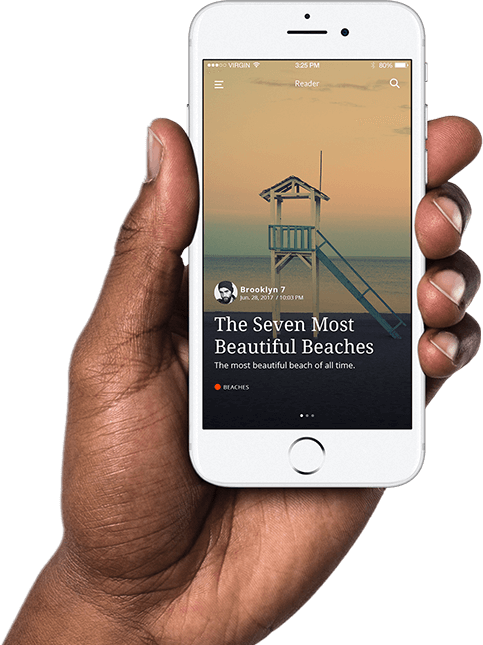 VIRGIN 3:25 PM 80%
Reader
Brooklyn 7
Jun. 28, 2017 / 10:03 PM
The Seven Most
Beautiful Beaches
The most beautiful beach of all time.
BEACHES